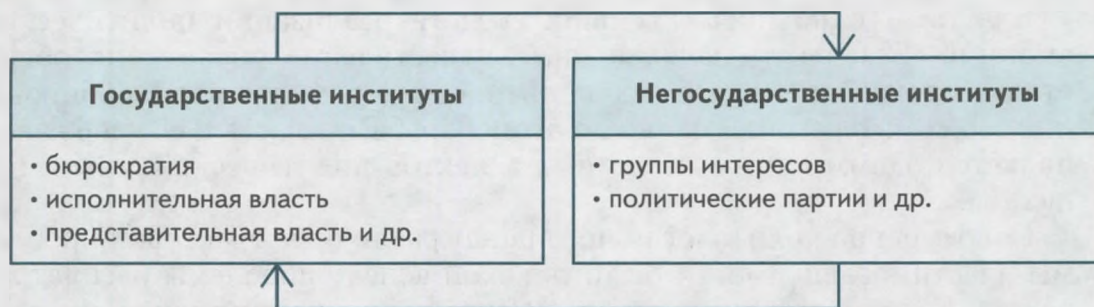 Государственные институты
• бюрократия
• исполнительная власть
• представительная власть и др.
Негосударственные институты
• группы интересов
• политические партии и др.